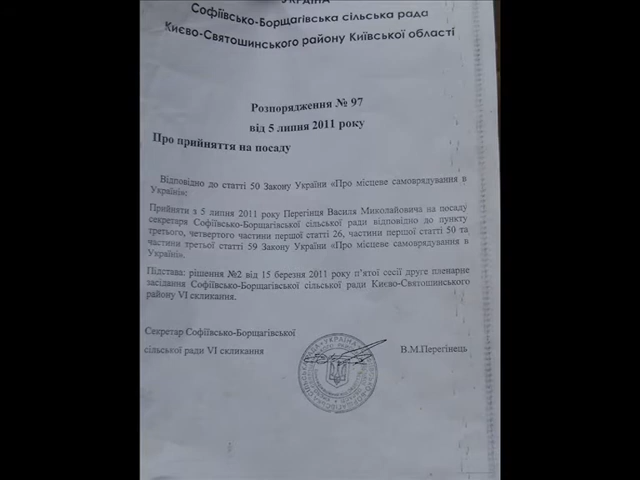 УКРАЇНА
Софіївсько-Борщагівська сільська рада
Києво-Святошинського району Київської області
Розпорядження № 97
від 5 липня 2011 року
Про прийняття на посаду
Відповідно до статті 50 Закону України «Про місцеве самоврядування в
Україні»;
Прийняти з 5 липня 2011 року Перегінця Василя Миколайовича на посаду
секретаря Софіївсько-Борщагівської сільської ради відповідно до пункту
третього, четвертого частини першої статті 26, частини першої статті 50 та
частини третьої статті 59 Закону України «Про місцеве самоврядування в
Україні».
Підстава: рішення №2 від 15 березня 2011 року п’ятої сесії друге пленарне
засідання Софіївсько-Борщагівської сільської ради Києво-Святошинського
району VI скликання.
Секретар Софіївсько-Борщагівської
сільської ради VI скликання
В.М.Перегінець
УКРАЇНА